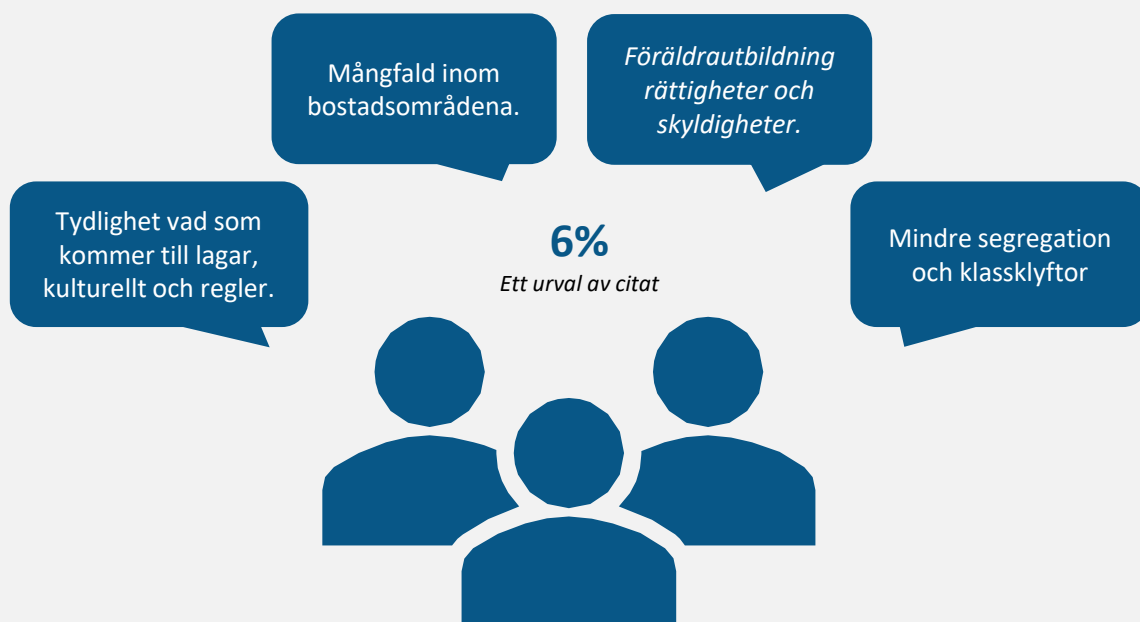 Mångfald inom
bostadsområdena.
Föräldrautbildning
rättigheter och
skyldigheter.
Tydlighet vad som
kommer till lagar,
kulturellt och regler.
6%
Ett urval av citat
Mindre segregation
och klassklyftor